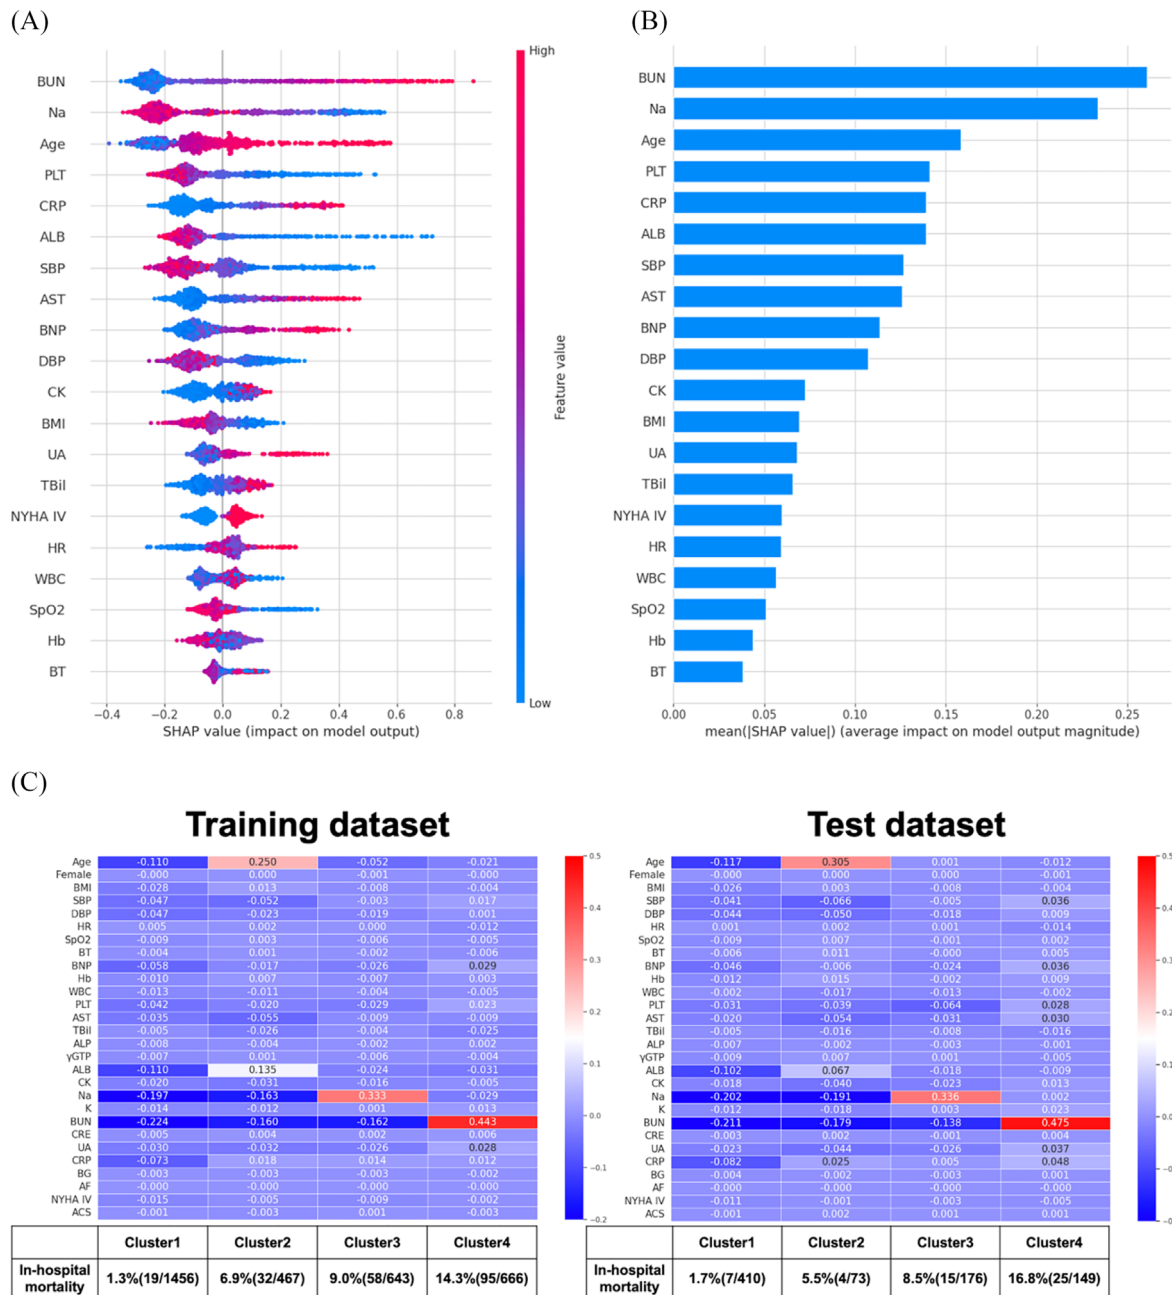 (A)
High
BUN
Na
Age
PLT
CRP
ALB
SBP
AST
BNP
DBP
CK
BMI
UA
TBil
NYHA IV
HR
WBC
SpO2
Hb
BT
Low
Feature value
−0.4 −0.2 0.0 0.2 0.4 0.6 0.8
SHAP value (impact on model output)
(B)
BUN
Na
Age
PLT
CRP
ALB
SBP
AST
BNP
DBP
CK
BMI
UA
TBil
NYHA IV
HR
WBC
SpO2
Hb
BT
0.00 0.05 0.10 0.15 0.20 0.25
mean(|SHAP value|) (average impact on model output magnitude)
(C)
Training dataset
Age -0.110 0.250 -0.052 -0.021
Female -0.000 0.000 -0.001 -0.000
BMI -0.028 0.013 -0.008 -0.004
SBP -0.047 -0.052 -0.003 0.017
DBP -0.047 -0.023 -0.019 0.001
HR 0.005 0.002 0.000 -0.012
SpO2 -0.009 0.003 -0.006 -0.005
BT -0.004 0.001 -0.002 -0.006
BNP -0.058 -0.017 -0.026 0.029
Hb -0.010 0.007 -0.007 0.003
WBC -0.013 -0.011 -0.004 -0.005
PLT -0.042 -0.020 -0.029 0.023
AST -0.035 -0.055 -0.009 -0.009
TBil -0.005 -0.026 -0.004 -0.025
ALP -0.008 -0.004 -0.002 0.002
γGTP -0.007 0.001 -0.006 -0.004
ALB -0.110 0.135 -0.024 -0.031
CK -0.020 -0.031 -0.016 -0.005
Na -0.197 -0.163 0.333 -0.029
K -0.014 -0.012 0.001 0.013
BUN -0.224 -0.160 -0.162 0.443
CRE -0.005 0.004 0.002 0.006
UA -0.030 -0.032 -0.026 0.028
CRP -0.073 0.018 0.014 0.012
BG -0.003 -0.003 -0.003 -0.002
AF -0.000 -0.000 -0.000 -0.000
NYHA IV -0.015 -0.005 -0.009 -0.002
ACS -0.001 -0.003 0.001 -0.003
0.5
0.4
0.3
0.2
0.1
0.0
−0.1
−0.2
Cluster1 Cluster2 Cluster3 Cluster4
In-hospital
mortality
1.3%(19/1456) 6.9%(32/467) 9.0%(58/643) 14.3%(95/666)
Test dataset
Age -0.117 0.305 0.001 -0.012
Female -0.000 0.000 0.000 -0.000
BMI -0.026 0.003 -0.008 -0.004
SBP -0.041 -0.066 -0.005 0.036
DBP -0.044 -0.050 -0.018 0.009
HR 0.001 0.002 0.001 -0.014
SpO2 -0.009 0.007 -0.001 0.002
BT -0.006 0.011 -0.000 0.005
BNP -0.046 -0.006 -0.024 0.036
Hb -0.012 0.015 -0.002 0.009
WBC -0.002 -0.017 -0.013 -0.002
PLT -0.031 -0.039 -0.064 0.028
AST -0.020 -0.054 -0.031 0.030
TBil -0.005 -0.016 -0.008 -0.016
ALP -0.007 -0.002 -0.003 0.001
γGTP -0.009 0.007 0.001 -0.005
ALB -0.102 0.067 -0.018 -0.009
CK -0.018 -0.040 -0.023 0.013
Na -0.202 -0.191 0.336 0.002
K -0.012 -0.018 0.003 0.023
BUN -0.211 -0.179 -0.138 0.475
CRE -0.003 0.002 -0.001 0.004
UA -0.023 -0.044 -0.026 0.037
CRP -0.082 0.025 0.005 0.048
BG -0.004 -0.002 -0.003 0.001
AF -0.000 -0.000 -0.000 0.000
NYHA IV -0.011 -0.001 -0.003 -0.005
ACS -0.001 0.002 0.001 0.001
Cluster1 Cluster2 Cluster3 Cluster4
In-hospital
mortality
1.7%(7/410) 5.5%(4/73) 8.5%(15/176) 16.8%(25/149)